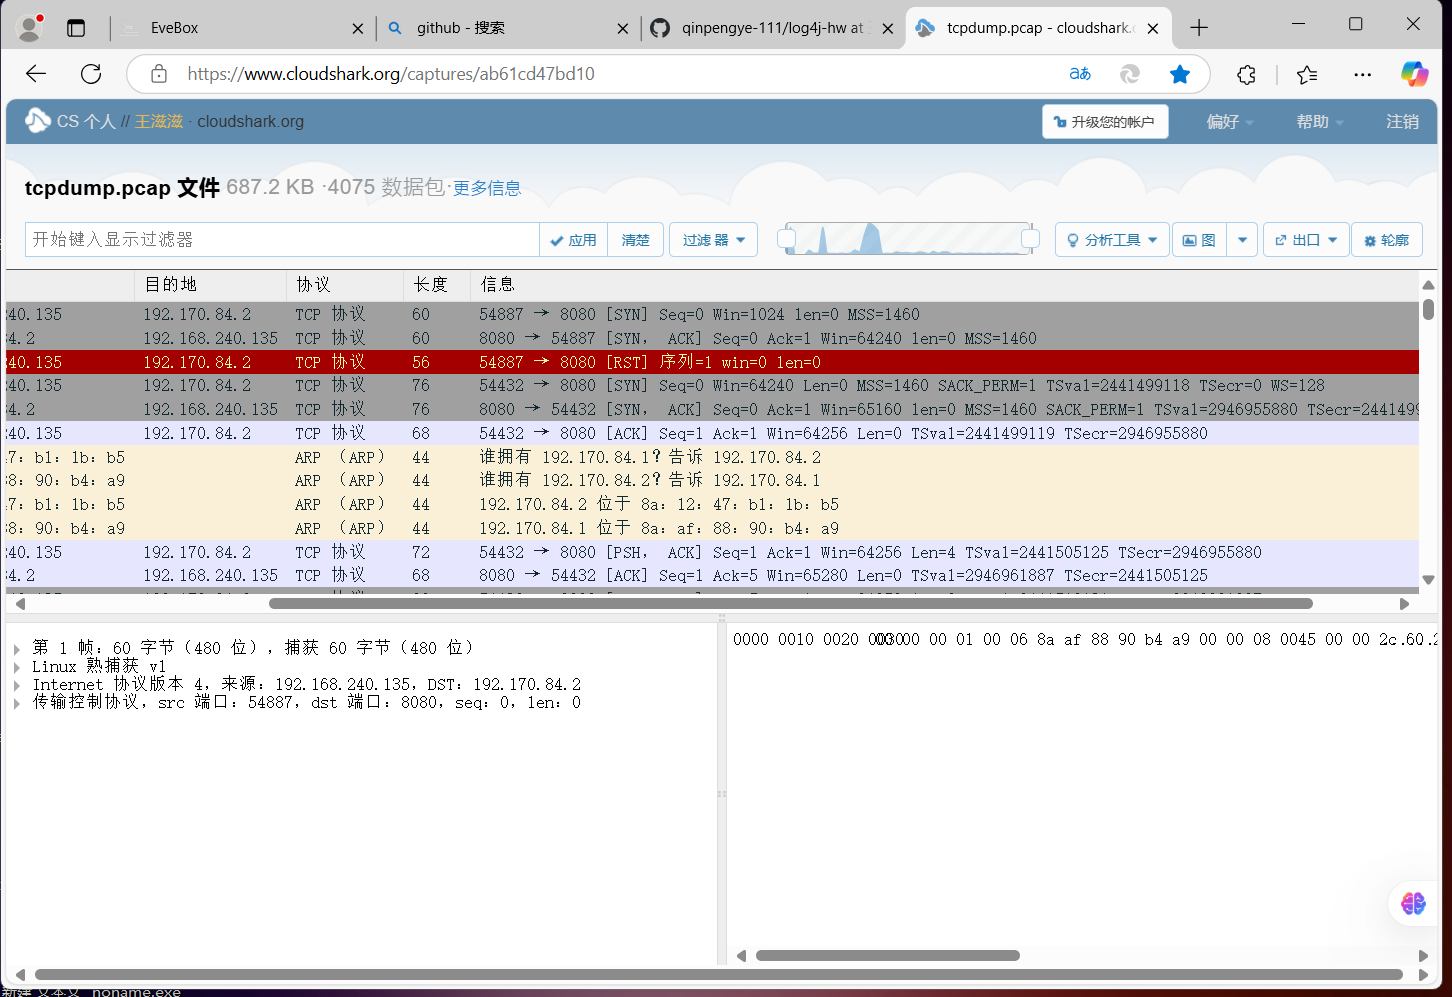 EveBox
github - 搜索
qinpengye-111/log4j-hw at
tcpdump.pcap - cloudshark.
https://www.cloudshark.org/captures/ab61cd47bd10
CS 个人 // 王滋滋 · cloudshark.org
升级您的帐户
偏好
帮助
注销
tcpdump.pcap 文件 687.2 KB ·4075 数据包·更多信息
开始键入显示过滤器
应用
清楚
过滤 器
分析工具
图
出口
轮廓
目的地 协议 长度 信息
40.135 192.170.84.2 TCP 协议 60 54887 → 8080 [SYN] Seq=0 Win=1024 len=0 MSS=1460
4.2 192.168.240.135 TCP 协议 60 8080 → 54887 [SYN, ACK] Seq=0 Ack=1 Win=64240 len=0 MSS=1460
40.135 192.170.84.2 TCP 协议 56 54887 → 8080 [RST] 序列=1 win=0 len=0
40.135 192.170.84.2 TCP 协议 76 54432 → 8080 [SYN] Seq=0 Win=64240 Len=0 MSS=1460 SACK_PERM=1 TSval=2441499118 TSecr=0 WS=128
4.2 192.168.240.135 TCP 协议 76 8080 → 54432 [SYN, ACK] Seq=0 Ack=1 Win=65160 len=0 MSS=1460 SACK_PERM=1 TSval=2946955880 TSecr=2441499
40.135 192.170.84.2 TCP 协议 68 54432 → 8080 [ACK] Seq=1 Ack=1 Win=64256 Len=0 TSval=2441499119 TSecr=2946955880
47: b1: 1b: b5 ARP （ARP） 44 谁拥有 192.170.84.1？告诉 192.170.84.2
88: 90: b4: a9 ARP （ARP） 44 谁拥有 192.170.84.2？告诉 192.170.84.1
47: b1: 1b: b5 ARP （ARP） 44 192.170.84.2 位于 8a: 12: 47: b1: 1b: b5
88: 90: b4: a9 ARP （ARP） 44 192.170.84.1 位于 8a: af: 88: 90: b4: a9
40.135 192.170.84.2 TCP 协议 72 54432 → 8080 [PSH, ACK] Seq=1 Ack=1 Win=64256 Len=4 TSval=2441505125 TSecr=2946955880
4.2 192.168.240.135 TCP 协议 68 8080 → 54432 [ACK] Seq=1 Ack=5 Win=65280 Len=0 TSval=2946961887 TSecr=2441505125
第 1 帧: 60 字节（480 位）, 捕获 60 字节（480 位）
Linux 熟捕获 v1
Internet 协议版本 4, 来源: 192.168.240.135, DST: 192.170.84.2
传输控制协议, src 端口: 54887, dst 端口: 8080, seq: 0, len: 0
0000 0010 0020 003000 00 00 01 00 06 8a af 88 90 b4 a9 00 00 08 0045 00 00 2c.60.2
noname.exe